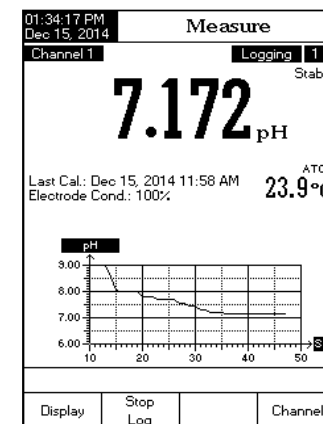 01:34:17 PM
Dec 15, 2014
Measure
Channel 1
Logging 1
Stab
7.172 pH
ATC
Last Cal.: Dec 15, 2014 11:58 AM
Electrode Cond.: 100%
23.9°
pH
9.00
8.00
7.00
6.00
10 20 30 40 50
S
Display
Stop
Log
Channel